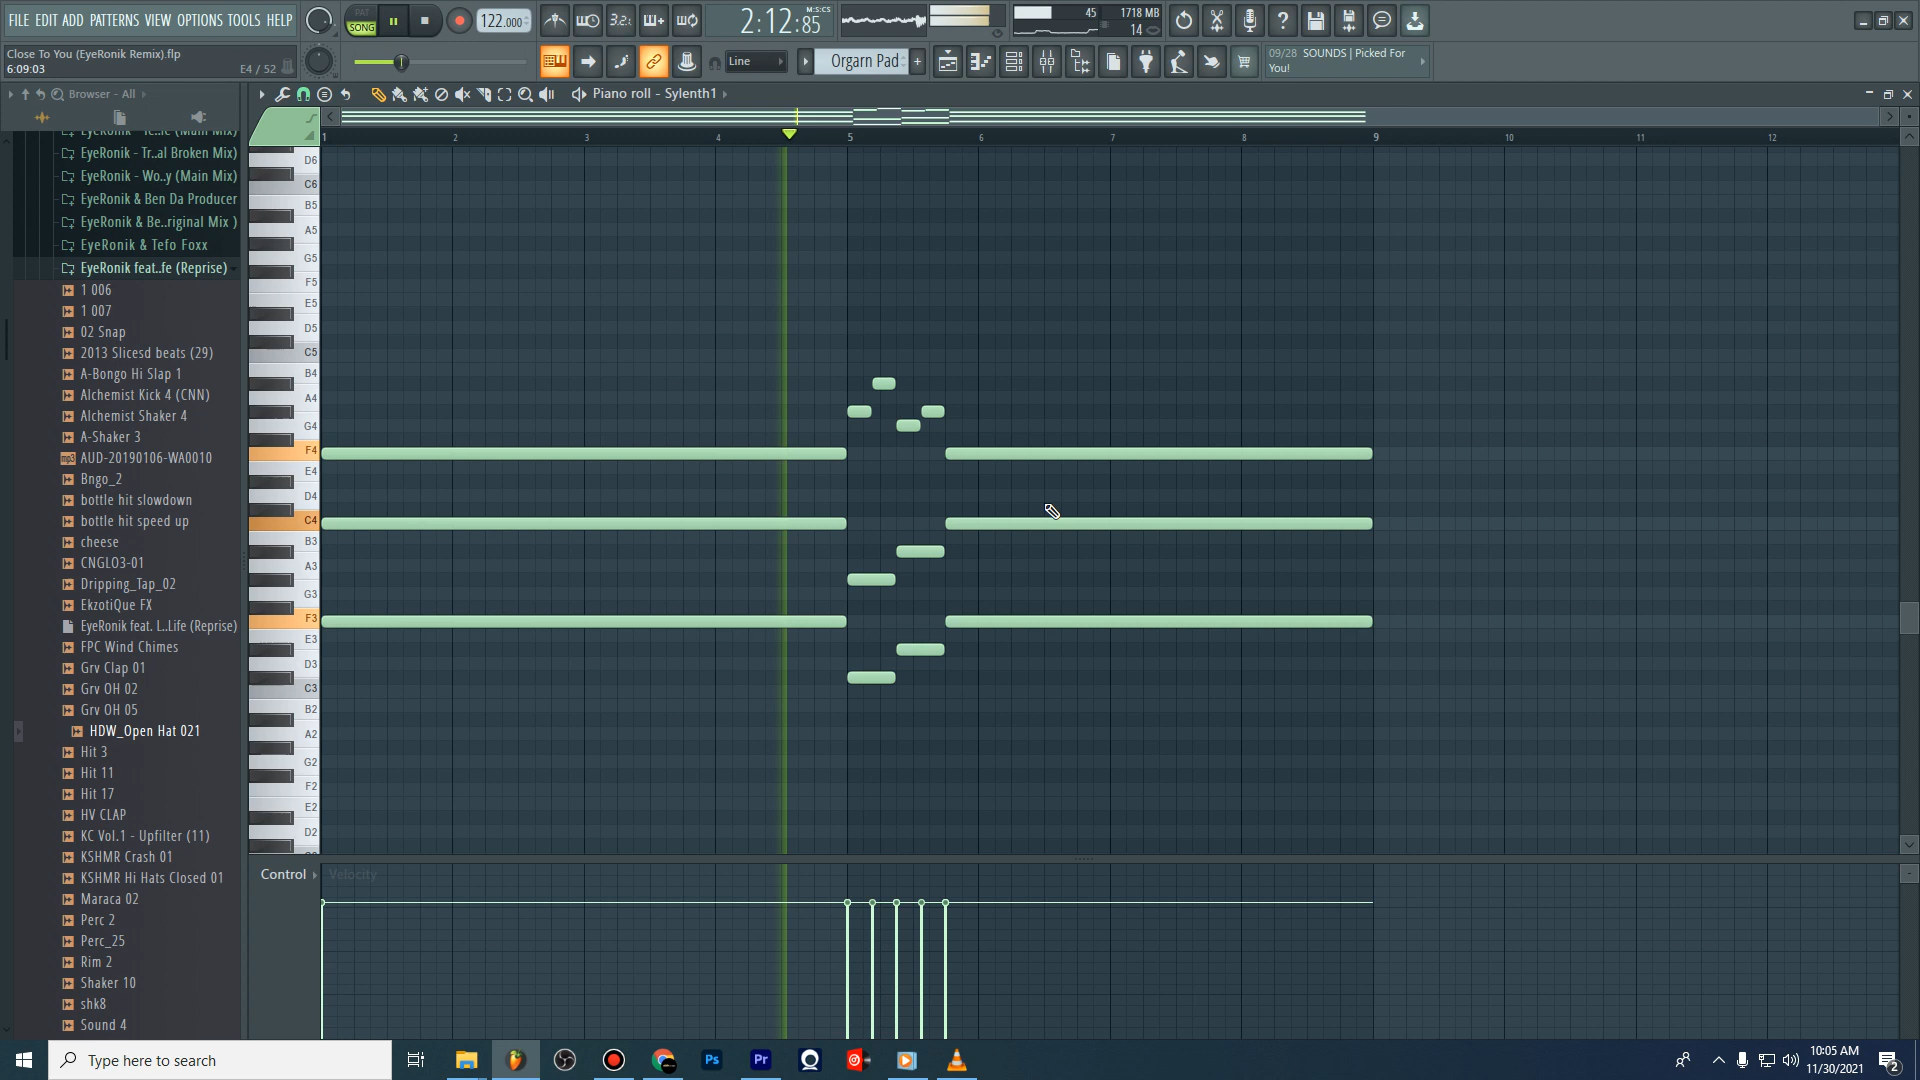 FILE EDIT ADD PATTERNS VIEW OPTIONS TOOLS HELP
PAT
SONG
122.000
3.2.
2:12:85
M:S:CS
45
1718 MB
14
Close To You (EyeRonik Remix).flp
6:09:03
E4 / 52
Line
Orgarn Pad
09/28 SOUNDS | Picked For
You!
Browser - All
Piano roll - Sylenth1
1 2 3 4 5 6 7 8 9 10 11 12
EyeRonik - Tr..al Broken Mix)
EyeRonik - Wo..y (Main Mix)
EyeRonik & Ben Da Producer
EyeRonik & Be..riginal Mix )
EyeRonik & Tefo Foxx
EyeRonik feat..fe (Reprise)
1 006
1 007
02 Snap
2013 Slicesd beats (29)
A-Bongo Hi Slap 1
Alchemist Kick 4 (CNN)
Alchemist Shaker 4
A-Shaker 3
mp3 AUD-20190106-WA0010
Bngo_2
bottle hit slowdown
bottle hit speed up
cheese
CNGLO3-01
Dripping_Tap_02
EkzotiQue FX
EyeRonik feat. l..Life (Reprise)
FPC Wind Chimes
Grv Clap 01
Grv OH 02
Grv OH 05
HDW_Open Hat 021
Hit 3
Hit 11
Hit 17
HV CLAP
KC Vol.1 - Upfilter (11)
KSHMR Crash 01
KSHMR Hi Hats Closed 01
Maraca 02
Perc 2
Perc_25
Rim 2
Shaker 10
shk8
Sound 4
D6
C6
B5
A5
G5
F5
E5
D5
C5
B4
A4
G4
F4
E4
D4
C4
B3
A3
G3
F3
E3
D3
C3
B2
A2
G2
F2
E2
D2
Control
Velocity
Type here to search
Ps
Pr
10:05 AM
11/30/2021
2